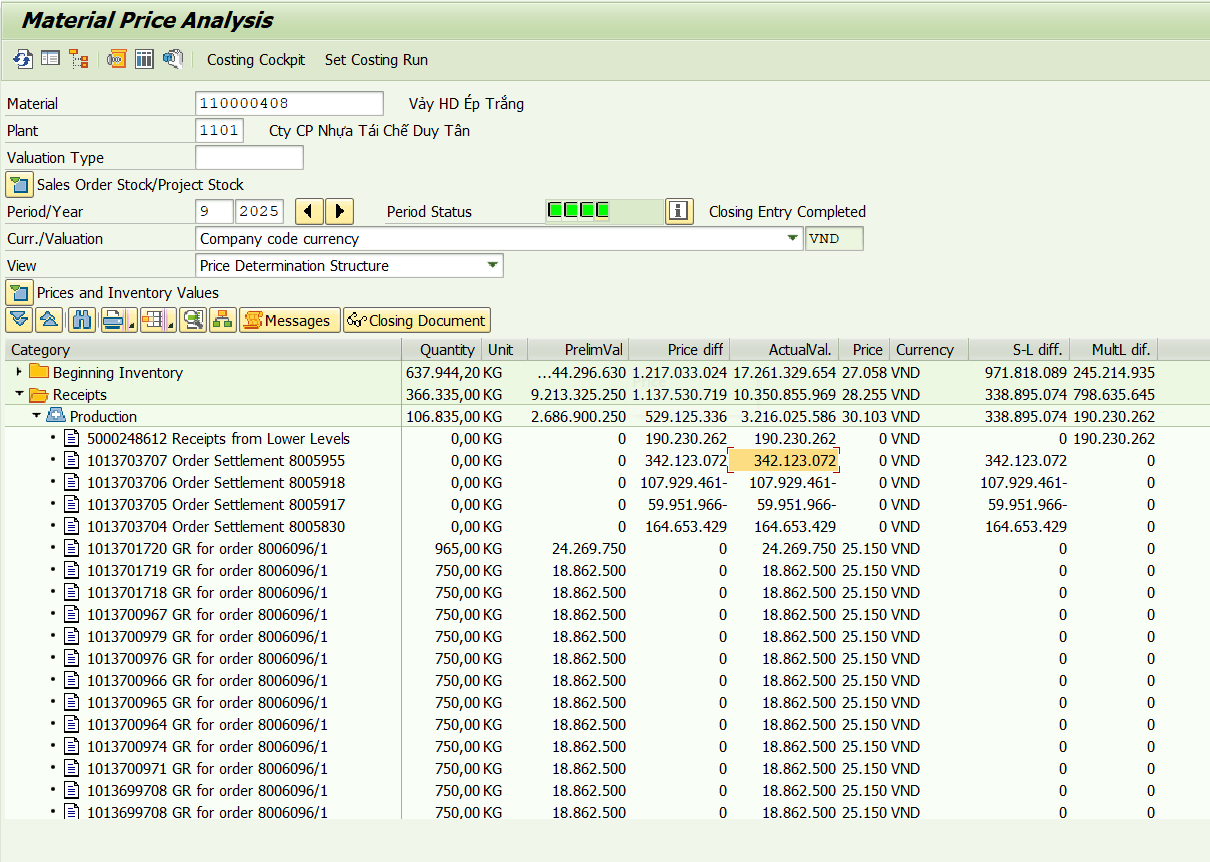 Material Price Analysis
Costing Cockpit Set Costing Run
Material 110000408 Vảy HD Ép Trắng
Plant 1101 Cty CP Nhựa Tái Chế Duy Tân
Valuation Type
Sales Order Stock/Project Stock
Period/Year 9 2025 Period Status Closing Entry Completed
Curr./Valuation Company code currency VND
View Price Determination Structure
Prices and Inventory Values
Messages Closing Document
Category Quantity Unit PrelimVal Price diff ActualVal. Price Currency S-L diff. MultL dif.
Beginning Inventory 637.944,20 KG ...44.296.630 1.217.033.024 17.261.329.654 27.058 VND 971.818.089 245.214.935
Receipts 366.335,00 KG 9.213.325.250 1.137.530.719 10.350.855.969 28.255 VND 338.895.074 798.635.645
Production 106.835,00 KG 2.686.900.250 529.125.336 3.216.025.586 30.103 VND 338.895.074 190.230.262
5000248612 Receipts from Lower Levels 0,00 KG 0 190.230.262 190.230.262 0 VND 0 190.230.262
1013703707 Order Settlement 8005955 0,00 KG 0 342.123.072 342.123.072 0 VND 342.123.072 0
1013703706 Order Settlement 8005918 0,00 KG 0 107.929.461- 107.929.461- 0 VND 107.929.461- 0
1013703705 Order Settlement 8005917 0,00 KG 0 59.951.966- 59.951.966- 0 VND 59.951.966- 0
1013703704 Order Settlement 8005830 0,00 KG 0 164.653.429 164.653.429 0 VND 164.653.429 0
1013701720 GR for order 8006096/1 965,00 KG 24.269.750 0 24.269.750 25.150 VND 0 0
1013701719 GR for order 8006096/1 750,00 KG 18.862.500 0 18.862.500 25.150 VND 0 0
1013701718 GR for order 8006096/1 750,00 KG 18.862.500 0 18.862.500 25.150 VND 0 0
1013700967 GR for order 8006096/1 750,00 KG 18.862.500 0 18.862.500 25.150 VND 0 0
1013700979 GR for order 8006096/1 750,00 KG 18.862.500 0 18.862.500 25.150 VND 0 0
1013700976 GR for order 8006096/1 750,00 KG 18.862.500 0 18.862.500 25.150 VND 0 0
1013700966 GR for order 8006096/1 750,00 KG 18.862.500 0 18.862.500 25.150 VND 0 0
1013700965 GR for order 8006096/1 750,00 KG 18.862.500 0 18.862.500 25.150 VND 0 0
1013700964 GR for order 8006096/1 750,00 KG 18.862.500 0 18.862.500 25.150 VND 0 0
1013700974 GR for order 8006096/1 750,00 KG 18.862.500 0 18.862.500 25.150 VND 0 0
1013700971 GR for order 8006096/1 750,00 KG 18.862.500 0 18.862.500 25.150 VND 0 0
1013699708 GR for order 8006096/1 750,00 KG 18.862.500 0 18.862.500 25.150 VND 0 0
1013699708 GR for order 8006096/1 750,00 KG 18.862.500 0 18.862.500 25.150 VND 0 0